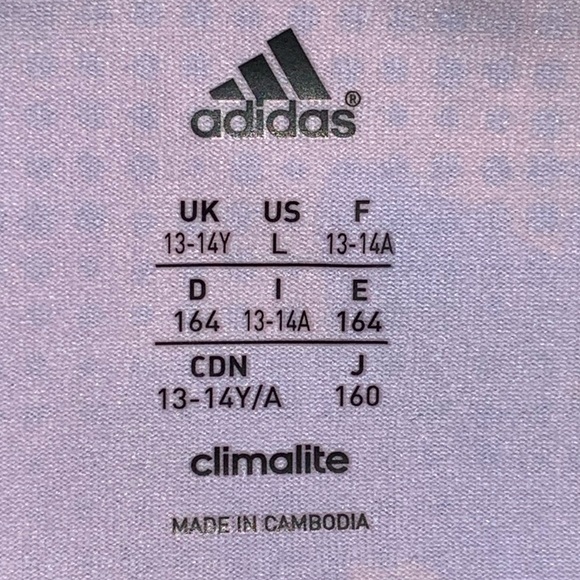 adidas®
UK US F
13-14Y L 13-14A
D I E
164 13-14A 164
CDN J
13-14Y/A 160
climalite
MADE IN CAMBODIA